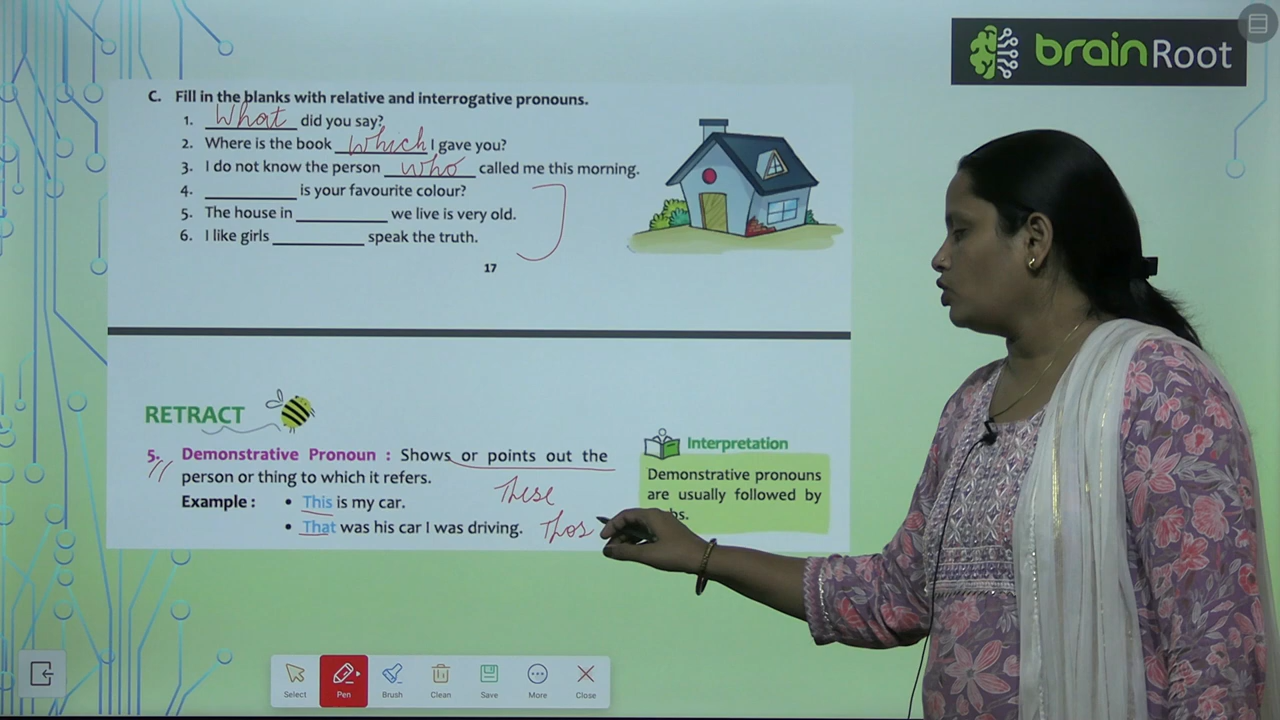 brainRoot
C. Fill in the blanks with relative and interrogative pronouns.
1. What did you say?
2. Where is the book which I gave you?
3. I do not know the person who called me this morning.
4. ________ is your favourite colour?
5. The house in ________ we live is very old.
6. I like girls ________ speak the truth.
17
RETRACT
5. Demonstrative Pronoun : Shows or points out the
person or thing to which it refers.
Example : • This is my car.
These
• That was his car I was driving.
Thos
Interpretation
Demonstrative pronouns
are usually followed by
bs.
Select Pen Brush Clean Save More Close